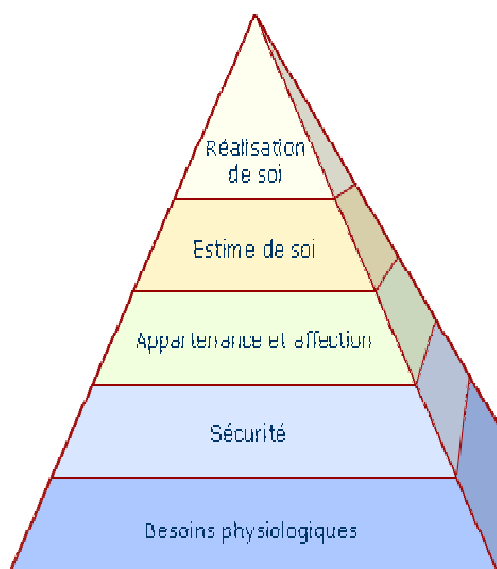 Réalisation
de soi
Estime de soi
Appartenance et affection
Sécurité
Besoins physiologiques